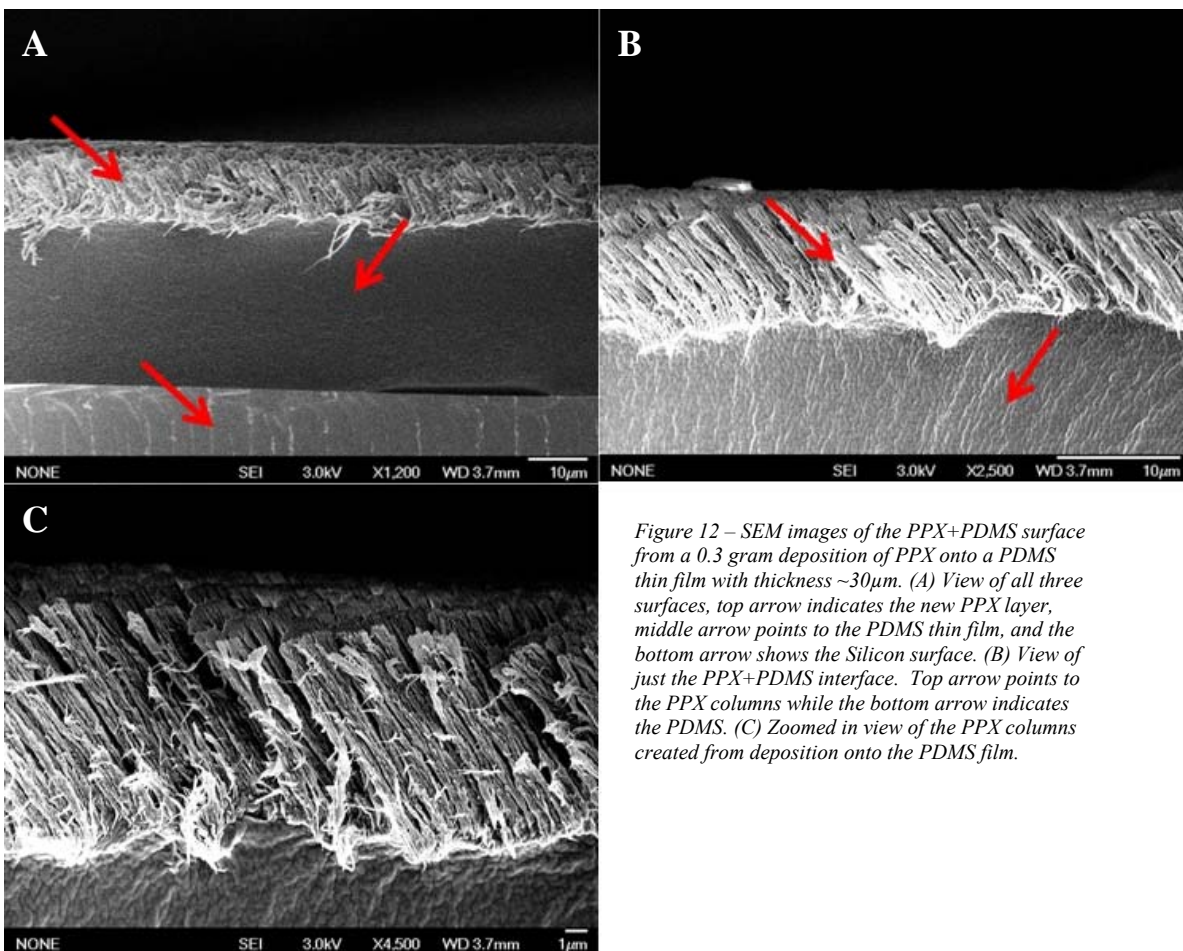 A
NONE SEI 3.0kV X1,200 WD 3.7mm 10µm
B
NONE SEI 3.0kV X2,500 WD 3.7mm 10µm
C
NONE SEI 3.0kV X4,500 WD 3.7mm 1µm
Figure 12 – SEM images of the PPX+PDMS surface
from a 0.3 gram deposition of PPX onto a PDMS
thin film with thickness ~30µm. (A) View of all three
surfaces, top arrow indicates the new PPX layer,
middle arrow points to the PDMS thin film, and the
bottom arrow shows the Silicon surface. (B) View of
just the PPX+PDMS interface. Top arrow points to
the PPX columns while the bottom arrow indicates
the PDMS. (C) Zoomed in view of the PPX columns
created from deposition onto the PDMS film.